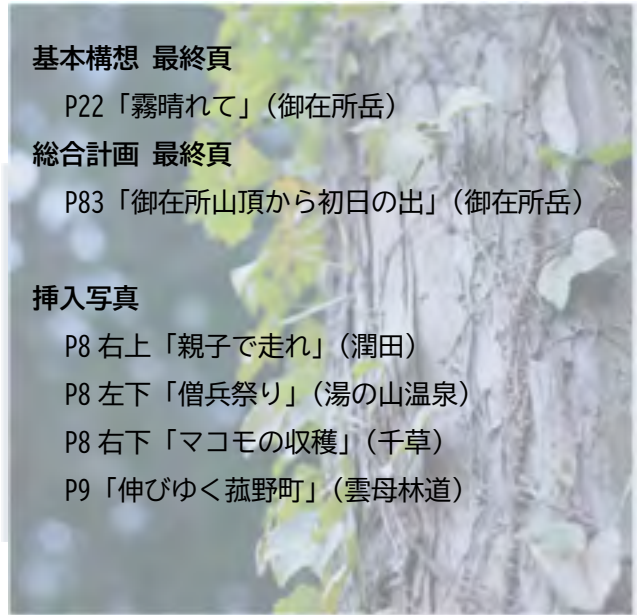 基本構想 最終頁
P22「霧晴れて」(御在所岳)
総合計画 最終頁
P83「御在所山頂から初日の出」(御在所岳)
挿入写真
P8 右上「親子で走れ」(潤田)
P8 左下「僧兵祭り」(湯の山温泉)
P8 右下「マコモの収穫」(千草)
P9「伸びゆく菰野町」(雲母林道)